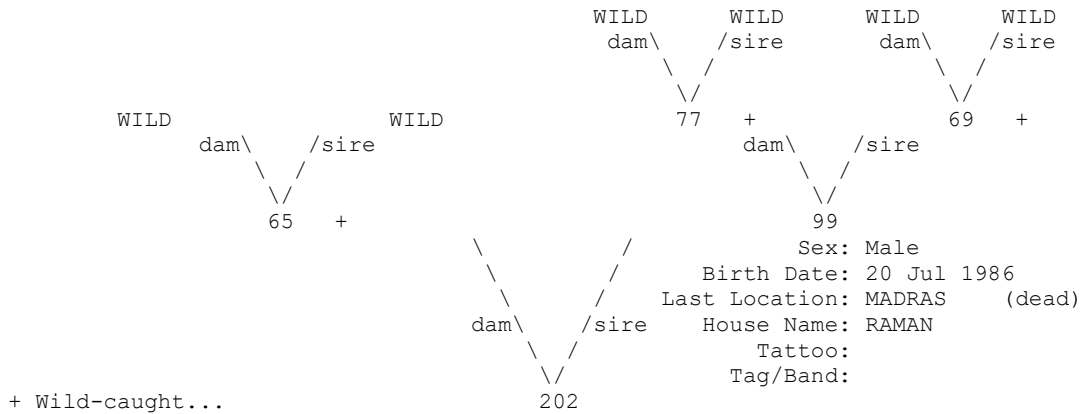 WILD WILD WILD WILD
dam\ /sire dam\ /sire
\ / \ /
\/ \/
WILD WILD 77 + 69 +
dam\ /sire dam\ /sire
\ / \ /
\/ \/
65 + 99
\ / Sex: Male
\ / Birth Date: 20 Jul 1986
\ / Last Location: MADRAS (dead)
dam\ /sire House Name: RAMAN
\ / Tattoo:
\/ Tag/Band:
+ Wild-caught... 202